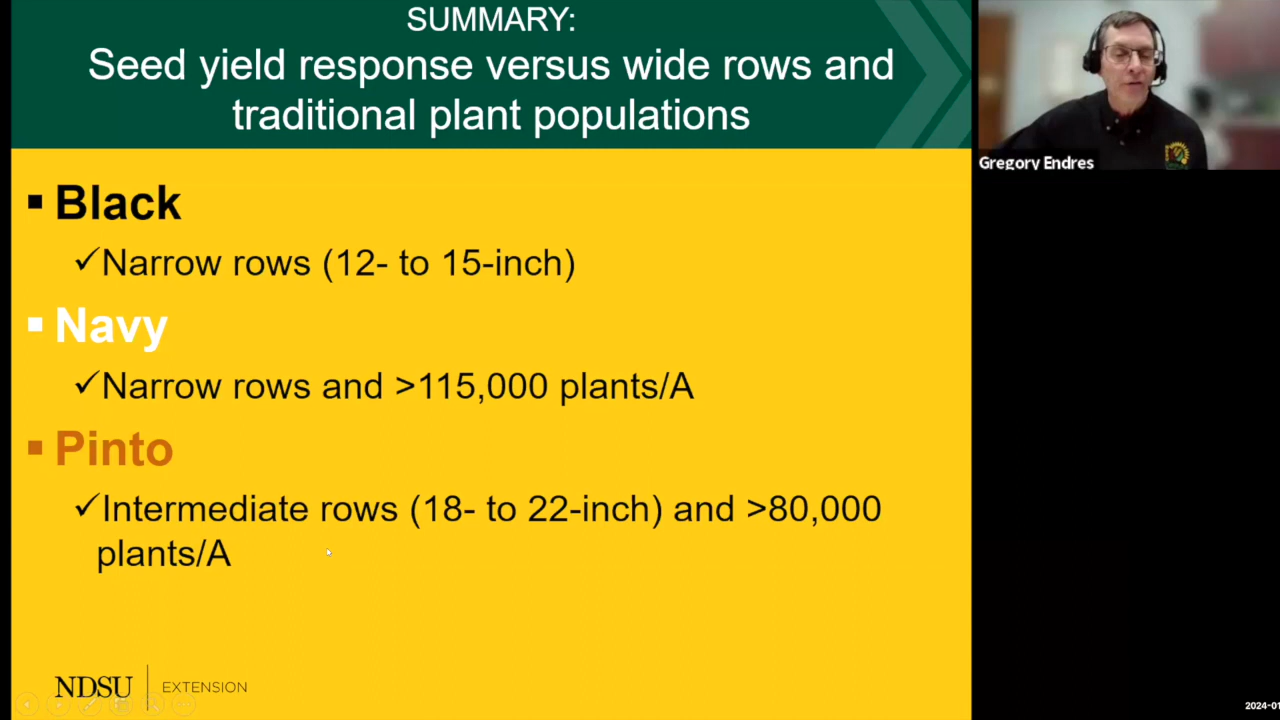 SUMMARY:
Seed yield response versus wide rows and
traditional plant populations
Gregory Endres
▪ Black
✓Narrow rows (12- to 15-inch)
▪ Navy
✓Narrow rows and >115,000 plants/A
▪ Pinto
✓Intermediate rows (18- to 22-inch) and >80,000
plants/A
NDSU | EXTENSION
2024-01